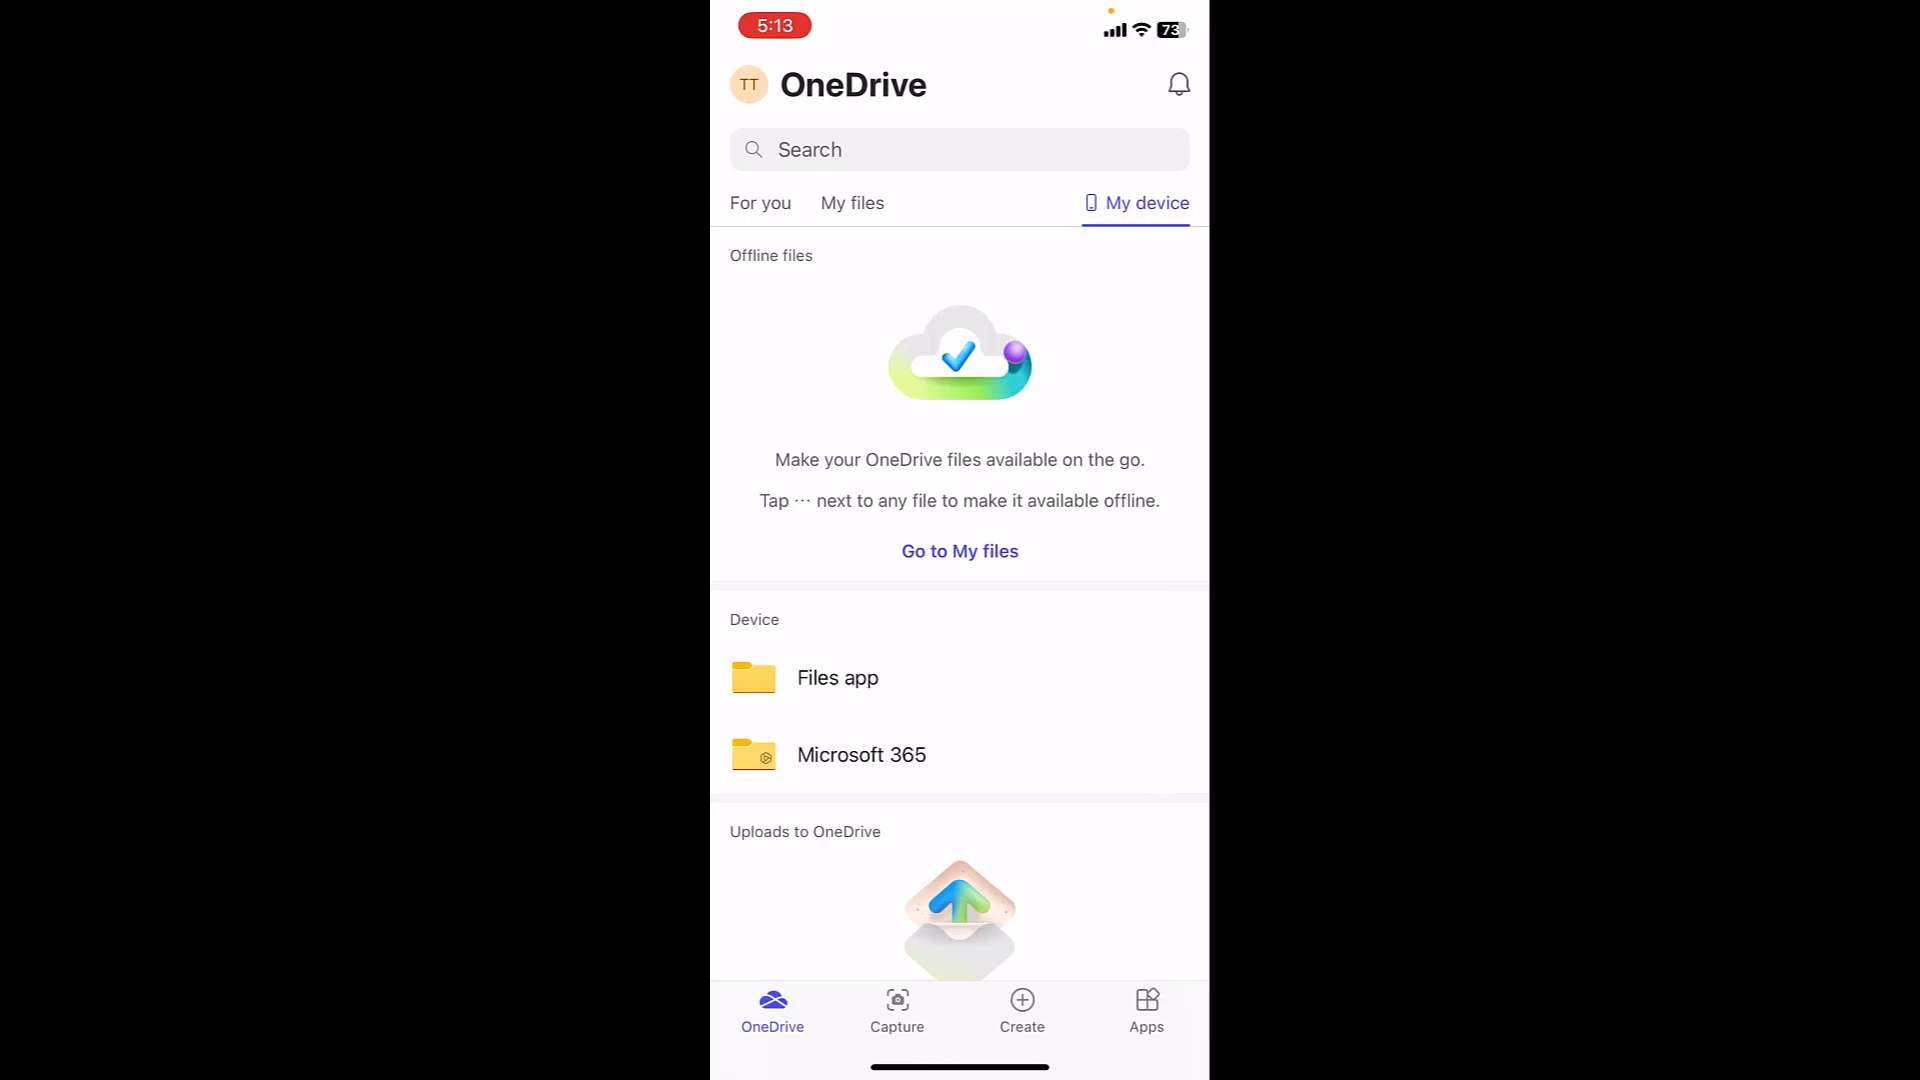 5:13
73
TT OneDrive
Search
For you My files My device
Offline files
Make your OneDrive files available on the go.
Tap ··· next to any file to make it available offline.
Go to My files
Device
Files app
Microsoft 365
Uploads to OneDrive
OneDrive Capture Create Apps